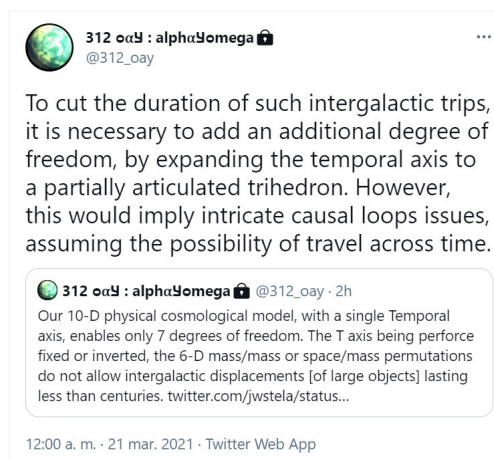 312 oαყ : alphαყomega🔒
@312_oay
To cut the duration of such intergalactic trips,
it is necessary to add an additional degree of
freedom, by expanding the temporal axis to
a partially articulated trihedron. However,
this would imply intricate causal loops issues,
assuming the possibility of travel across time.
312 oαყ : alphαყomega🔒 @312_oay · 2h
Our 10-D physical cosmological model, with a single Temporal
axis, enables only 7 degrees of freedom. The T axis being perforce
fixed or inverted, the 6-D mass/mass or space/mass permutations
do not allow intergalactic displacements [of large objects] lasting
less than centuries. twitter.com/jwstela/status…
12:00 a. m. · 21 mar. 2021 · Twitter Web App